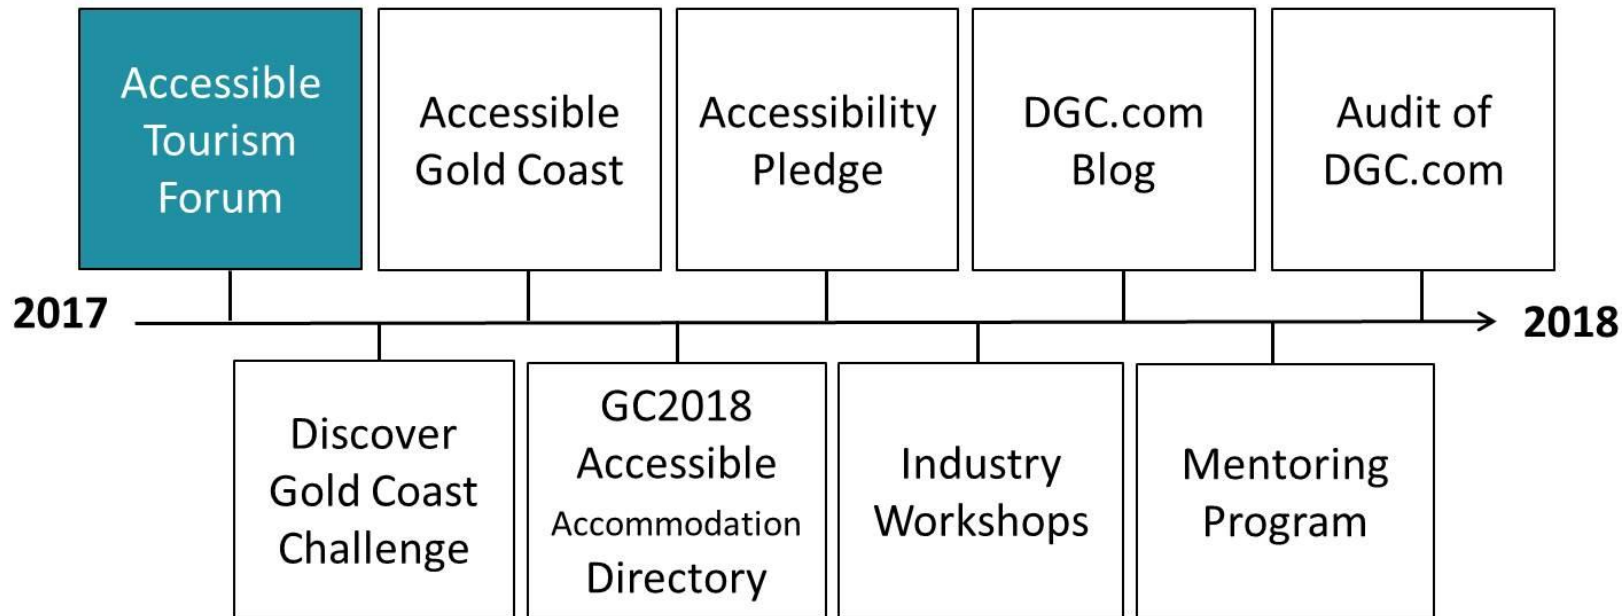 Accessible
Tourism
Forum
Accessible
Gold Coast
Accessibility
Pledge
DGC.com
Blog
Audit of
DGC.com
2017
2018
Discover
Gold Coast
Challenge
GC2018
Accessible
Accommodation
Directory
Industry
Workshops
Mentoring
Program